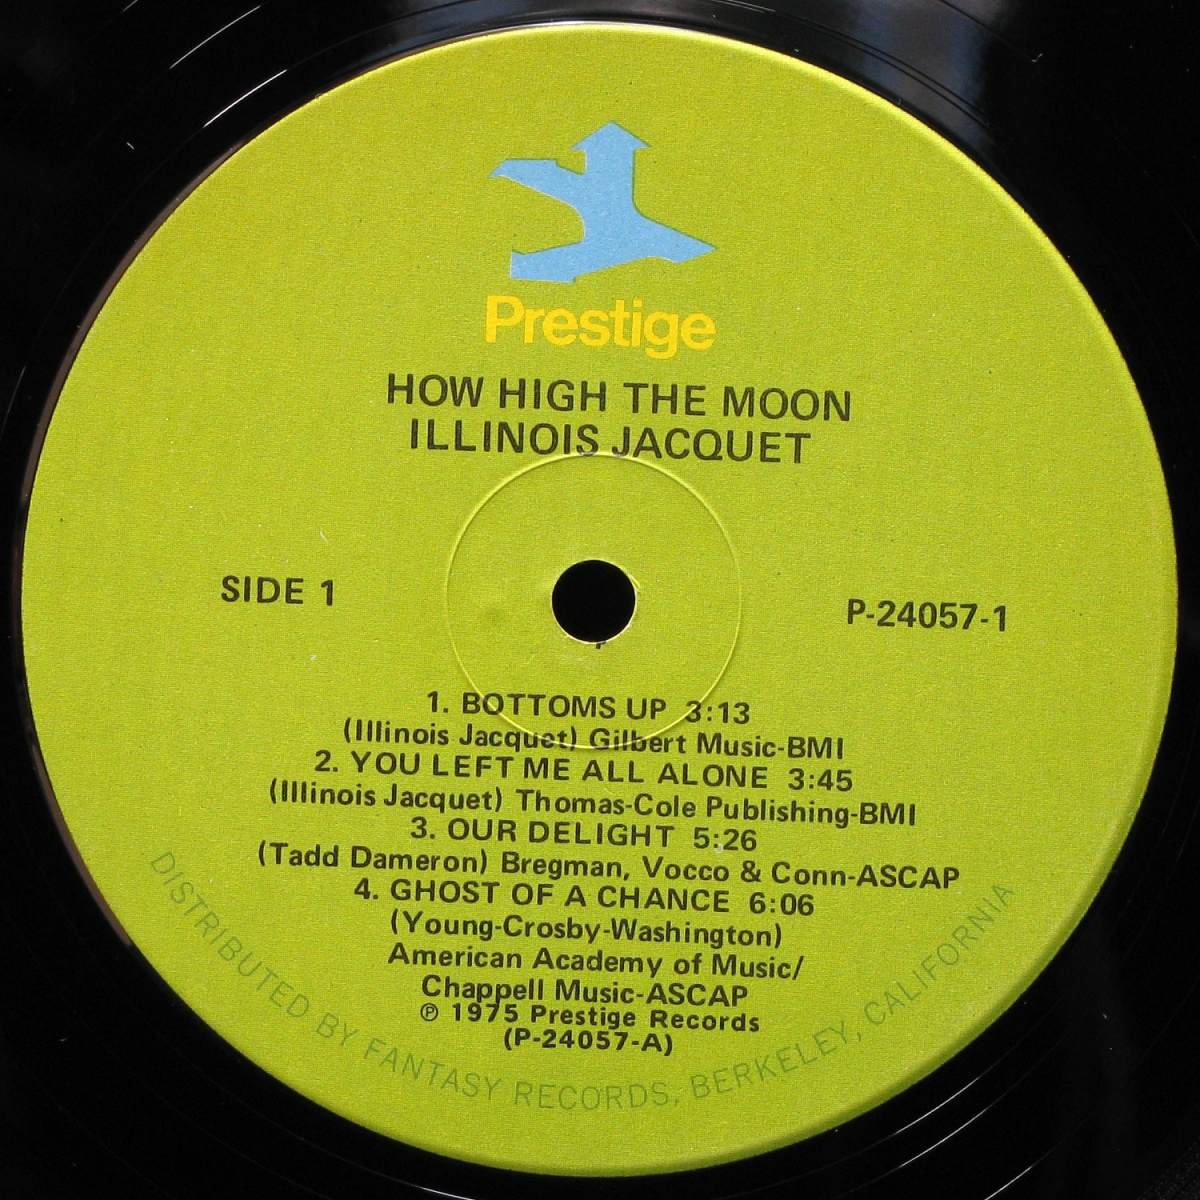 Prestige
HOW HIGH THE MOON
ILLINOIS JACQUET
SIDE 1
P-24057-1
1. BOTTOMS UP 3:13
(Illinois Jacquet) Gilbert Music-BMI
2. YOU LEFT ME ALL ALONE 3:45
(Illinois Jacquet) Thomas-Cole Publishing-BMI
3. OUR DELIGHT 5:26
(Tadd Dameron) Bregman, Vocco & Conn-ASCAP
4. GHOST OF A CHANCE 6:06
(Young-Crosby-Washington)
American Academy of Music/
Chappell Music-ASCAP
℗ 1975 Prestige Records
(P-24057-A)
DISTRIBUTED BY FANTASY RECORDS, BERKELEY, CALIFORNIA